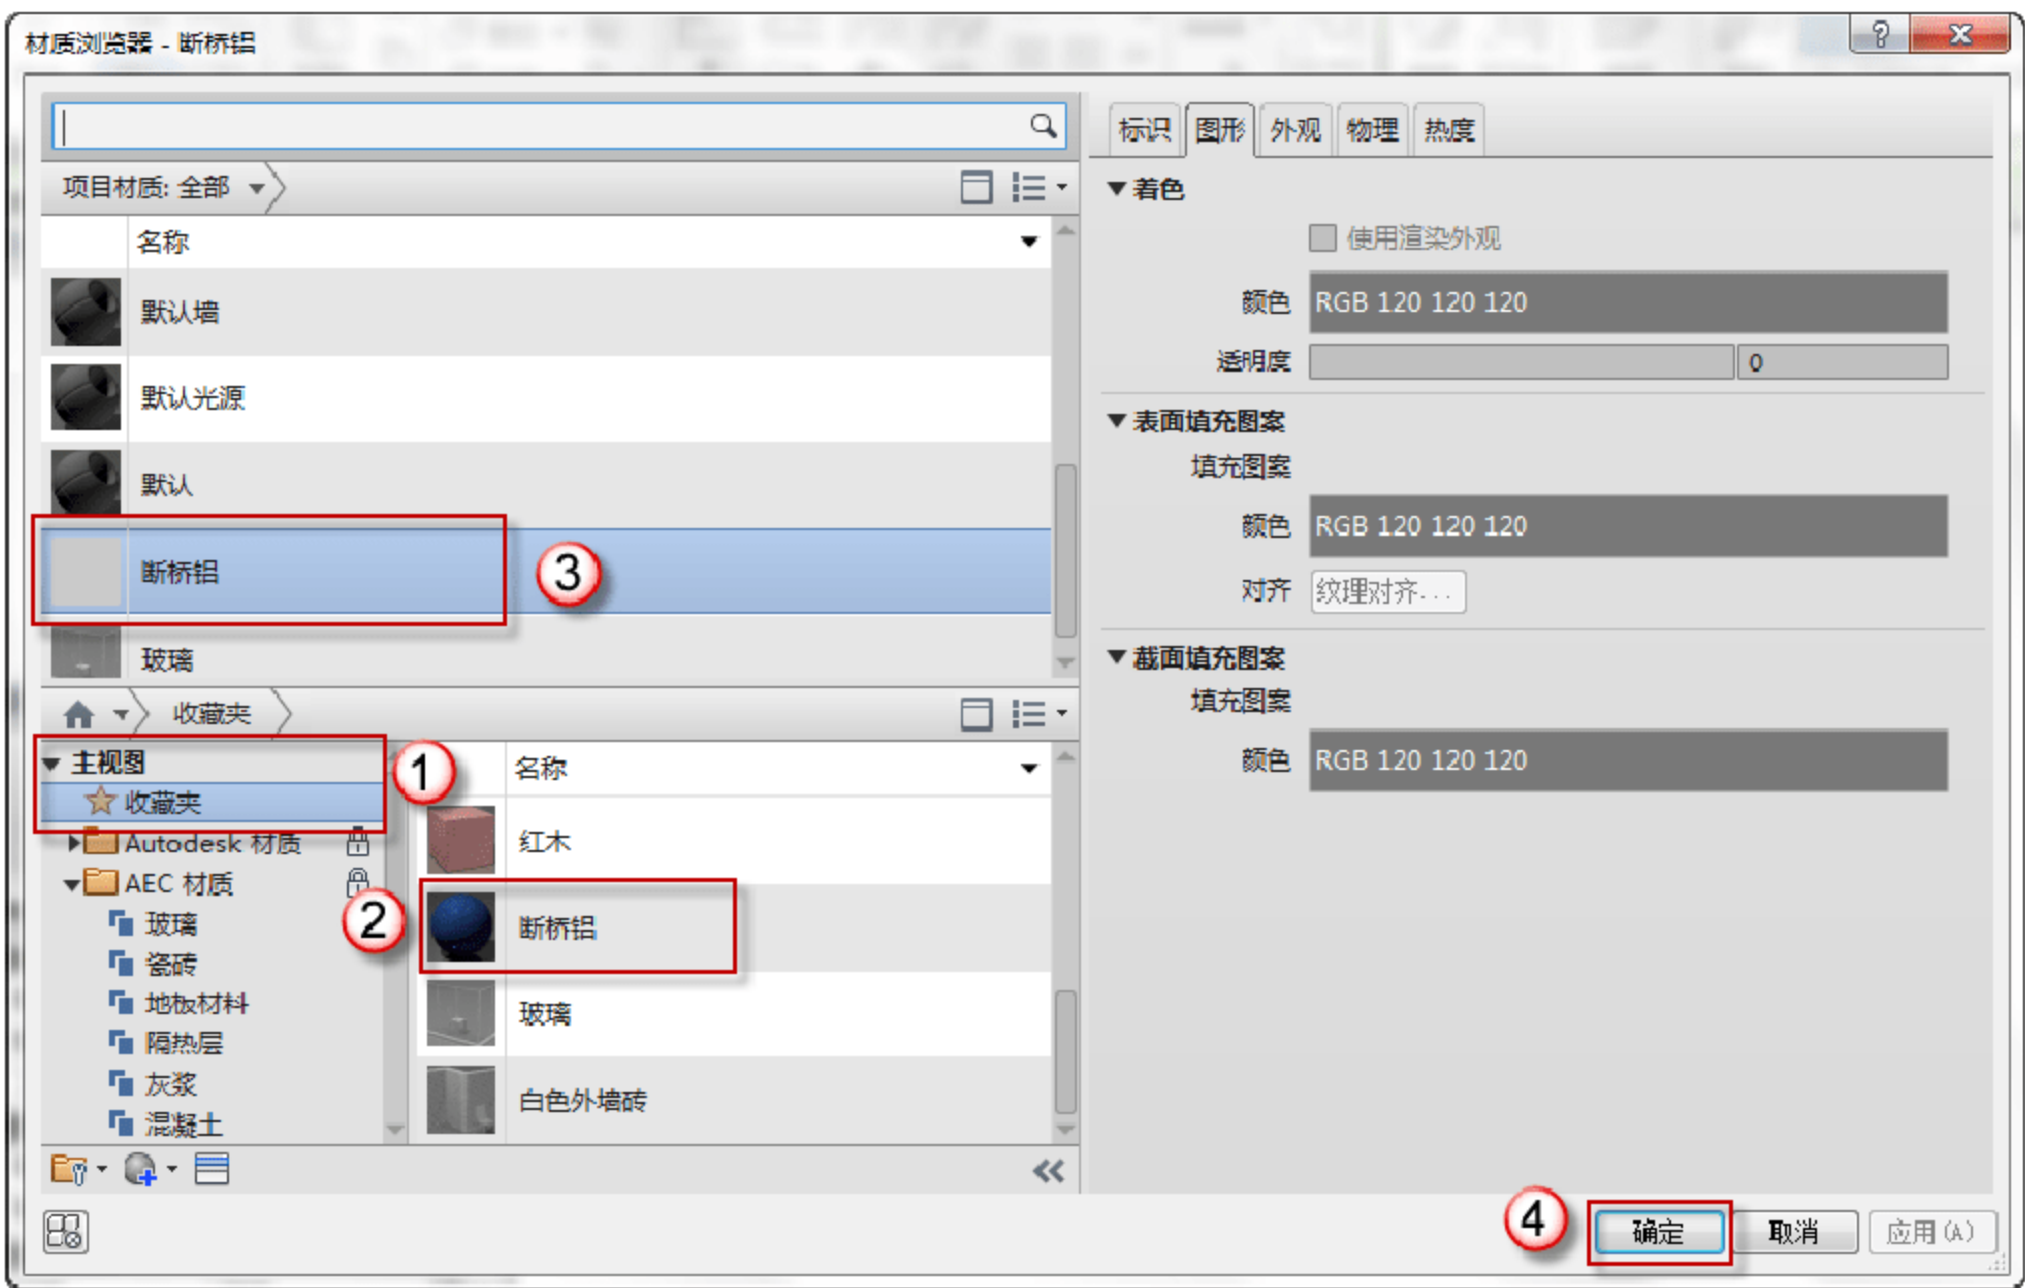 材质浏览器 - 断桥铝
项目材质: 全部
名称
默认墙
默认光源
默认
断桥铝
③
玻璃
收藏夹
主视图
①
收藏夹
Autodesk 材质
AEC 材质
玻璃
瓷砖
地板材料
隔热层
灰浆
混凝土
名称
红木
②
断桥铝
玻璃
白色外墙砖
标识 图形 外观 物理 热度
着色
使用渲染外观
颜色 RGB 120 120 120
透明度 0
表面填充图案
填充图案
颜色 RGB 120 120 120
对齐 纹理对齐...
截面填充图案
填充图案
颜色 RGB 120 120 120
④
确定 取消 应用(A)